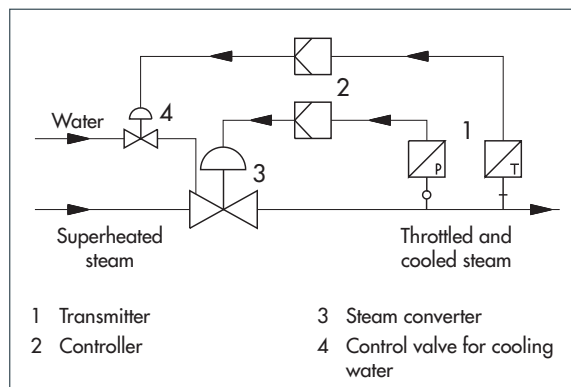 2
1
4
Water
3
P
T
Superheated
steam
Throttled and
cooled steam
1 Transmitter
2 Controller
3 Steam converter
4 Control valve for cooling
water